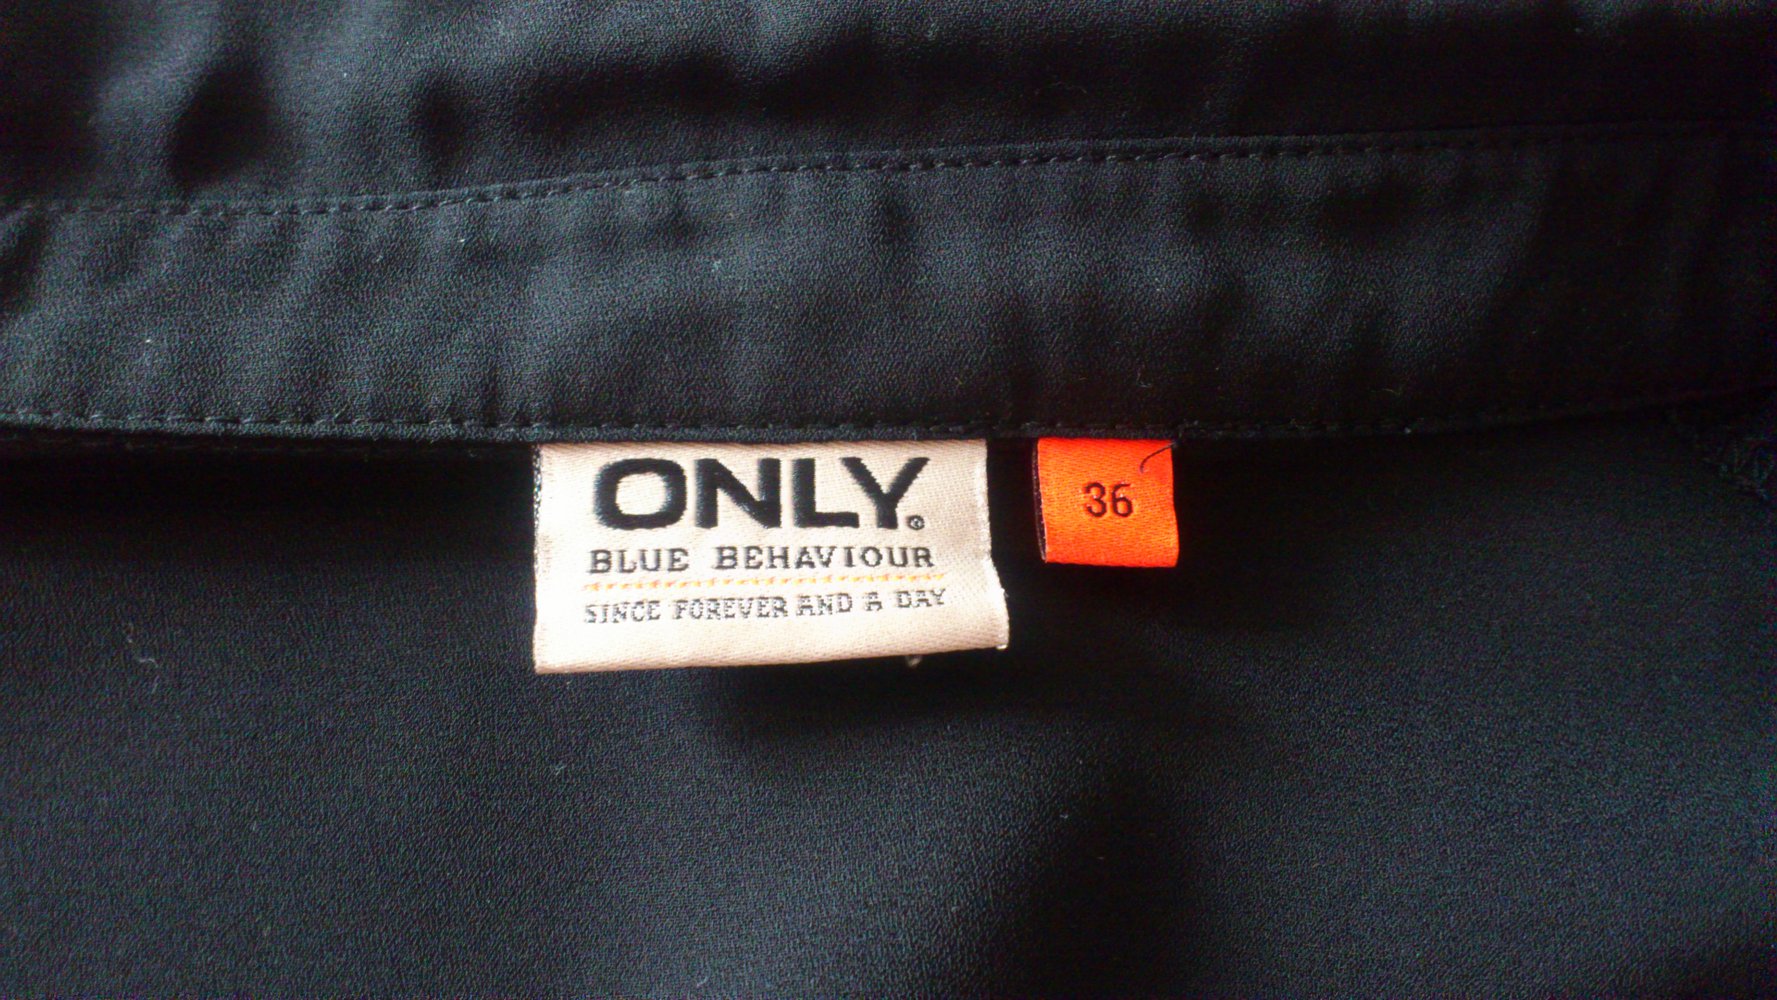 ONLY®
BLUE BEHAVIOUR
SINCE FOREVER AND A DAY
36